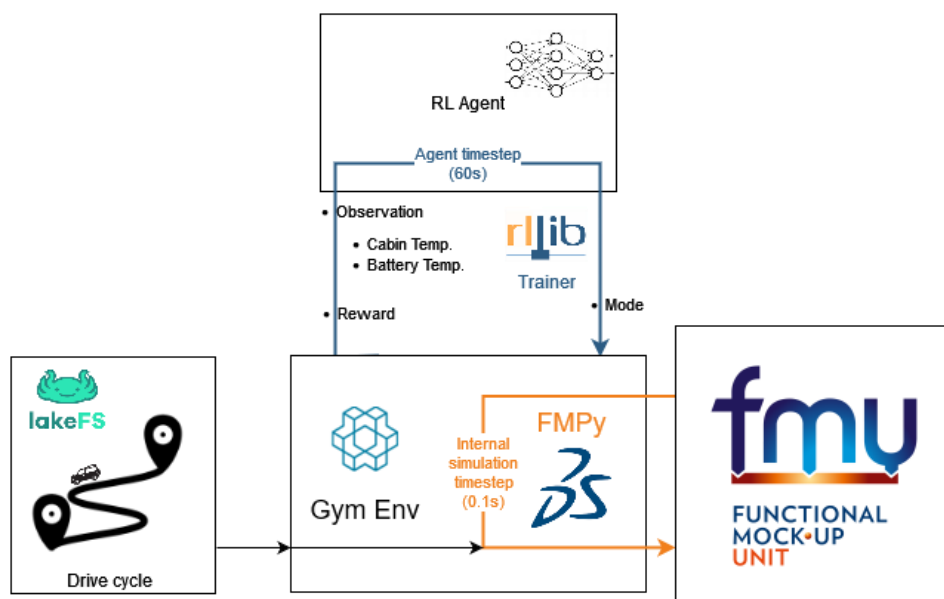 RL Agent
Agent timestep
(60s)
• Observation
• Cabin Temp.
• Battery Temp.
rllib
Trainer
• Reward
• Mode
lakeFS
Drive cycle
Gym Env
Internal
simulation
timestep
(0.1s)
FMPy
DS
fmu
FUNCTIONAL
MOCK•UP
UNIT